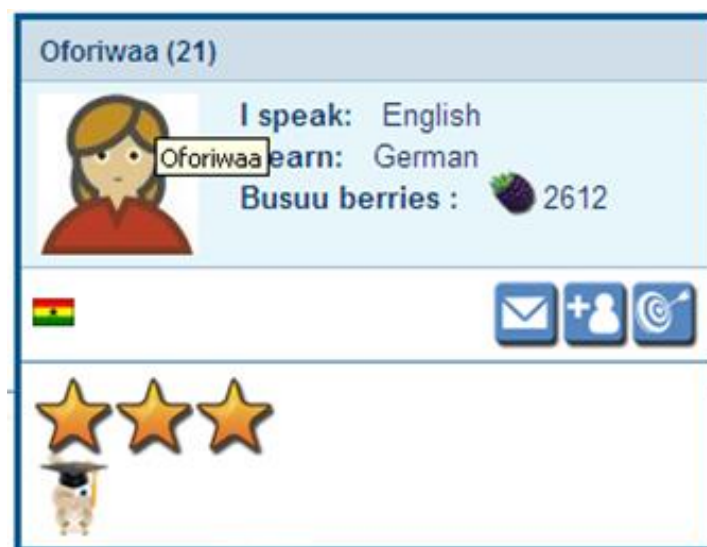 Oforiwaa (21)
I speak: English
Oforiwaa earn: German
Busuu berries : 2612